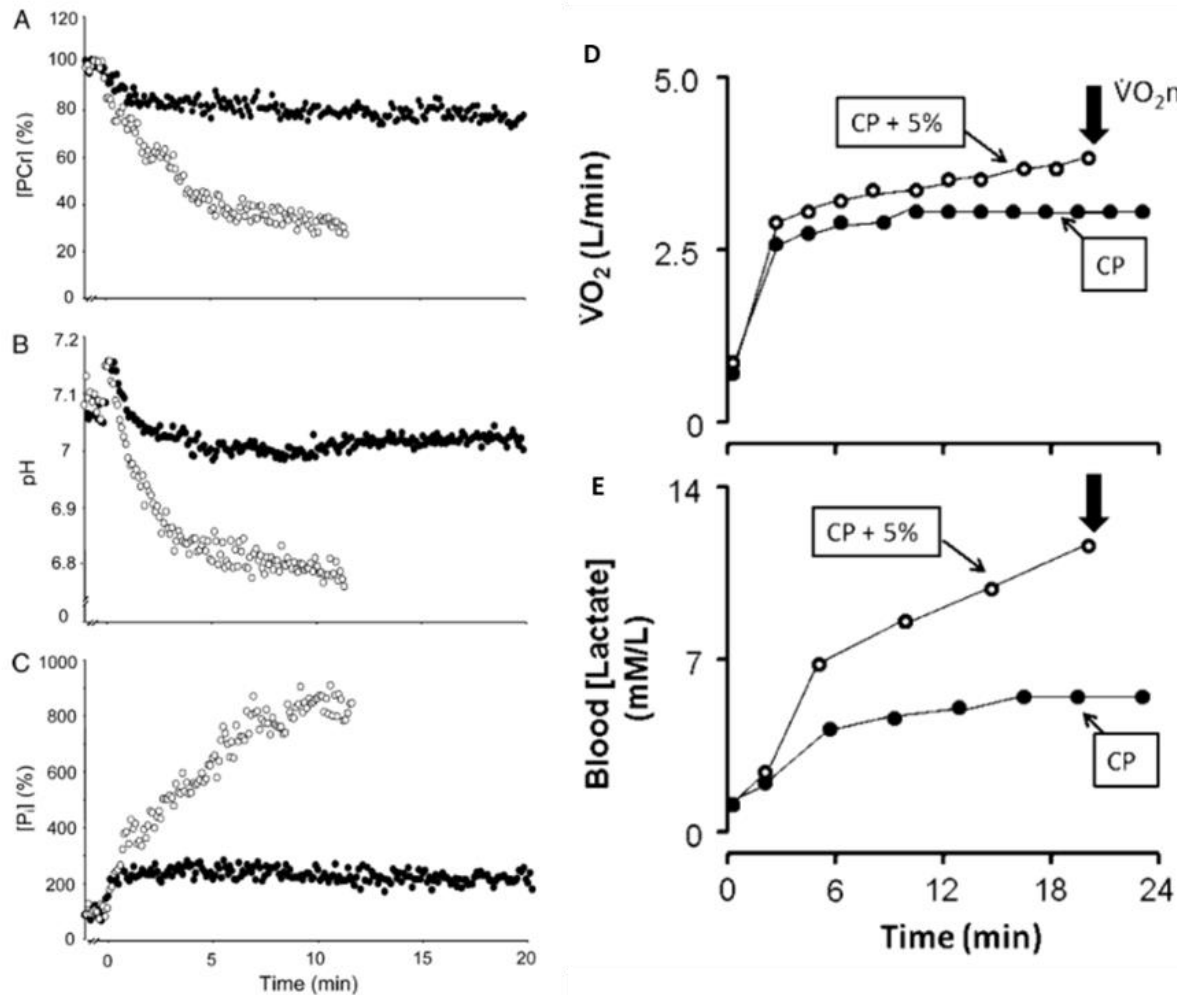 A
120
100
80
60
40
20
0
[PCr] (%)
B
7.2
7.1
7
6.9
6.8
0
pH
C
1000
800
600
400
200
0
[Pi] (%)
0 5 10 15 20
Time (min)
D
5.0
2.5
0
V̇O2 (L/min)
CP + 5%
CP
V̇O2
E
14
7
0
Blood [Lactate]
(mM/L)
CP + 5%
CP
0 6 12 18 24
Time (min)